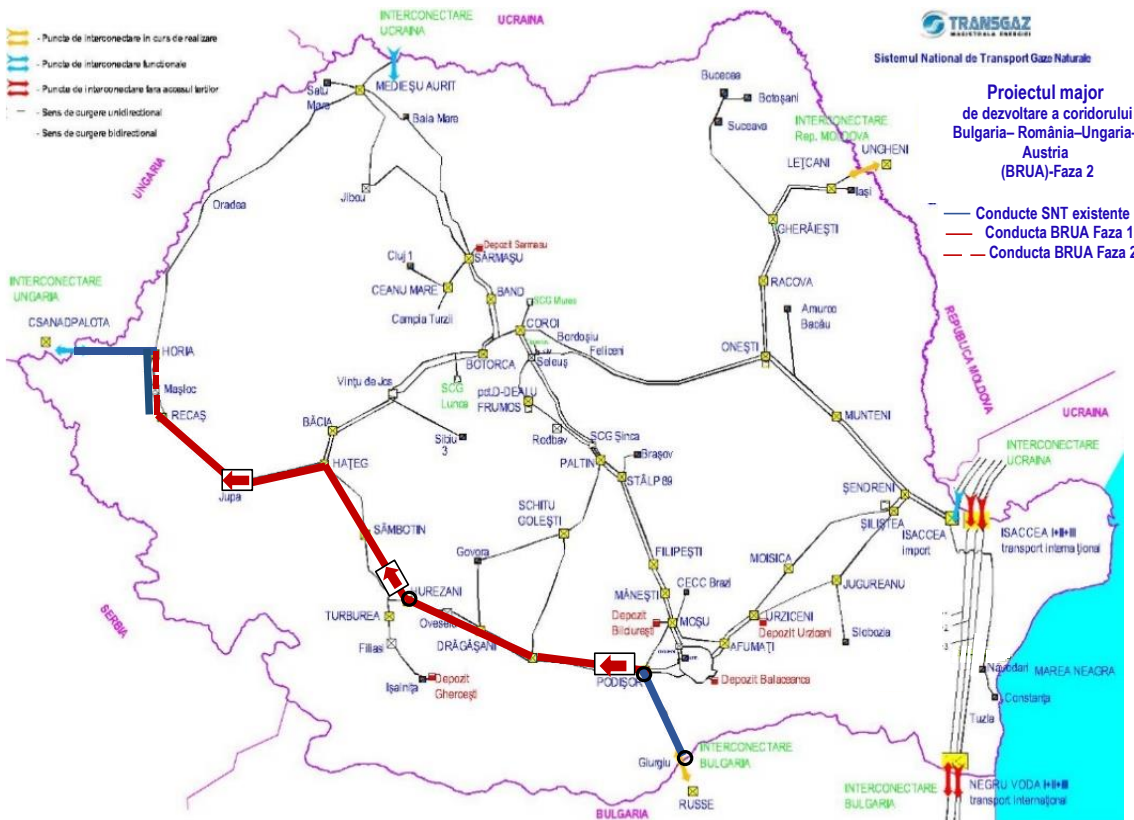 INTERCONECTARE
UCRAINA
UCRAINA
TRANSGAZ
MAGISTRALA ENERGIEI
Sistemul National de Transport Gaze Naturale
Proiectul major
de dezvoltare a coridorului
Bulgaria– România–Ungaria-
Austria
(BRUA)-Faza 2
Conducte SNT existente
Conducta BRUA Faza 1
Conducta BRUA Faza 2
- Puncte de interconectare in curs de realizare
- Puncte de interconectare functionale
- Puncte de interconectare fara accesul tertilor
- Sens de curgere unidirectional
- Sens de curgere bidirectional
MEDIEŞU AURIT
Satu
Mare
Baia Mare
Bucecea
Botoşani
Suceava
INTERCONECTARE
Rep. MOLDOVA
UNGHENI
LEŢCANI
Iaşi
UNGARIA
Oradea
Jibou
GHERĂIEŞTI
Depozit Sarmasu
SĂRMAŞU
Cluj 1
CEANU MARE
Campia Turzii
BAND
RACOVA
INTERCONECTARE
UNGARIA
CSANADPALOTA
HORIA
Maşloc
RECAŞ
SCG Mures
COROI
Bordoşiu
Feliceni
Seleuş
BOTORCA
ONEŞTI
Amurco
Bacău
REPUBLICA MOLDOVA
Vinţu de Jos
SCG
Lunca
pct.D-DEALU
FRUMOS
Rodbav
BĂCIA
Sibiu
3
MUNTENI
UCRAINA
INTERCONECTARE
UCRAINA
SCG Şinca
PALTIN
Braşov
STÂLP 89
HAŢEG
Jupa
ŞENDRENI
ŞILIŞTEA
ISACCEA
import
ISACCEA I+II+III
transport international
SCHITU
GOLEŞTI
SÂMBOTIN
Govora
FILIPEŞTI
MOISICA
JUGUREANU
CECC Brazi
MĂNEŞTI
JUREZANI
TURBUREA
Filiasi
DRĂGĂŞANI
Depozit
Bilciureşti
MOŞU
URZICENI
Depozit Urziceni
Slobozia
AFUMAŢI
SERBIA
Işalniţa
Depozit
Ghercești
PODIŞOR
Depozit Balaceanca
Năvodari
MAREA NEAGRA
Constanţa
Tuzla
Giurgiu
INTERCONECTARE
BULGARIA
RUSSE
BULGARIA
INTERCONECTARE
BULGARIA
NEGRU VODA I+II+III
transport international